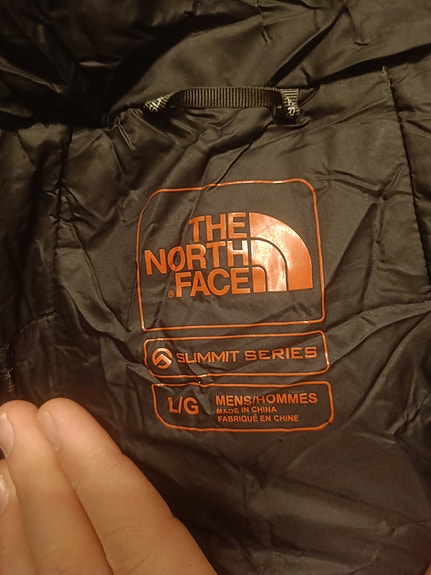 THE
NORTH
FACE
®
SUMMIT SERIES
L/G MENS/HOMMES
MADE IN CHINA
FABRIQUÉ EN CHINE